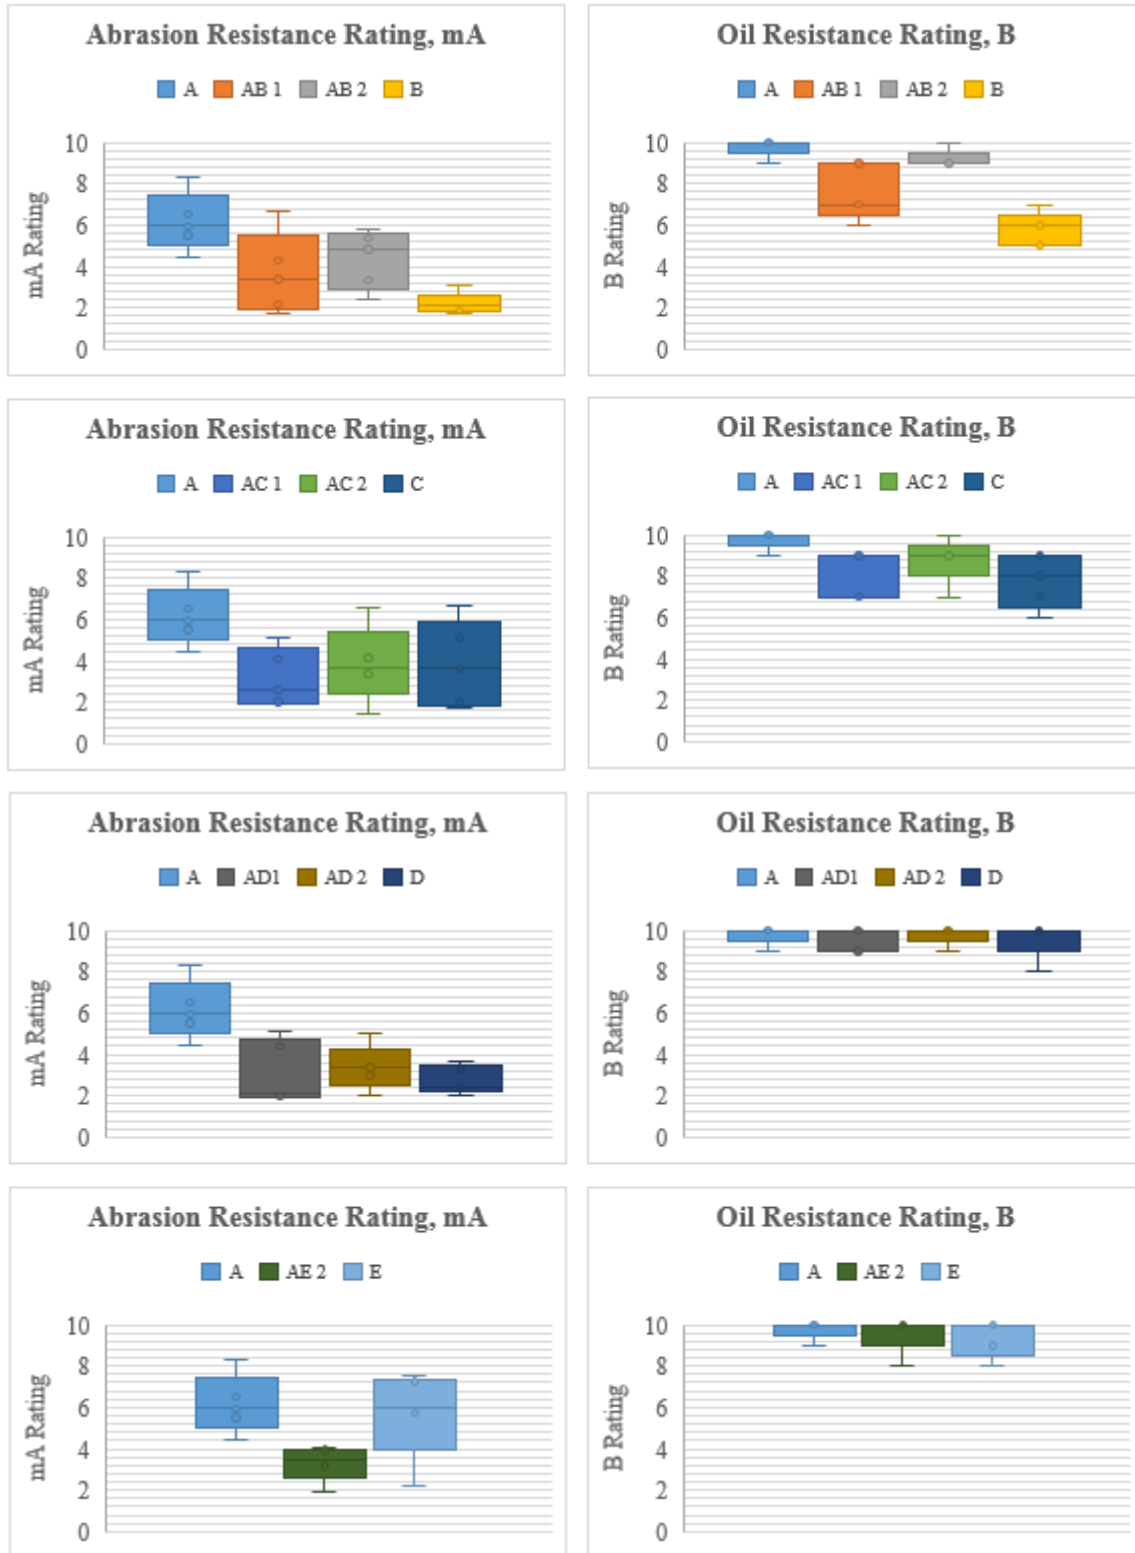 Abrasion Resistance Rating, mA
A AB 1 AB 2 B
mA Rating
10
8
6
4
2
0
Oil Resistance Rating, B
A AB 1 AB 2 B
B Rating
10
8
6
4
2
0
Abrasion Resistance Rating, mA
A AC 1 AC 2 C
mA Rating
10
8
6
4
2
0
Oil Resistance Rating, B
A AC 1 AC 2 C
B Rating
10
8
6
4
2
0
Abrasion Resistance Rating, mA
A AD1 AD 2 D
mA Rating
10
8
6
4
2
0
Oil Resistance Rating, B
A AD1 AD 2 D
B Rating
10
8
6
4
2
0
Abrasion Resistance Rating, mA
A AE 2 E
mA Rating
10
8
6
4
2
0
Oil Resistance Rating, B
A AE 2 E
B Rating
10
8
6
4
2
0